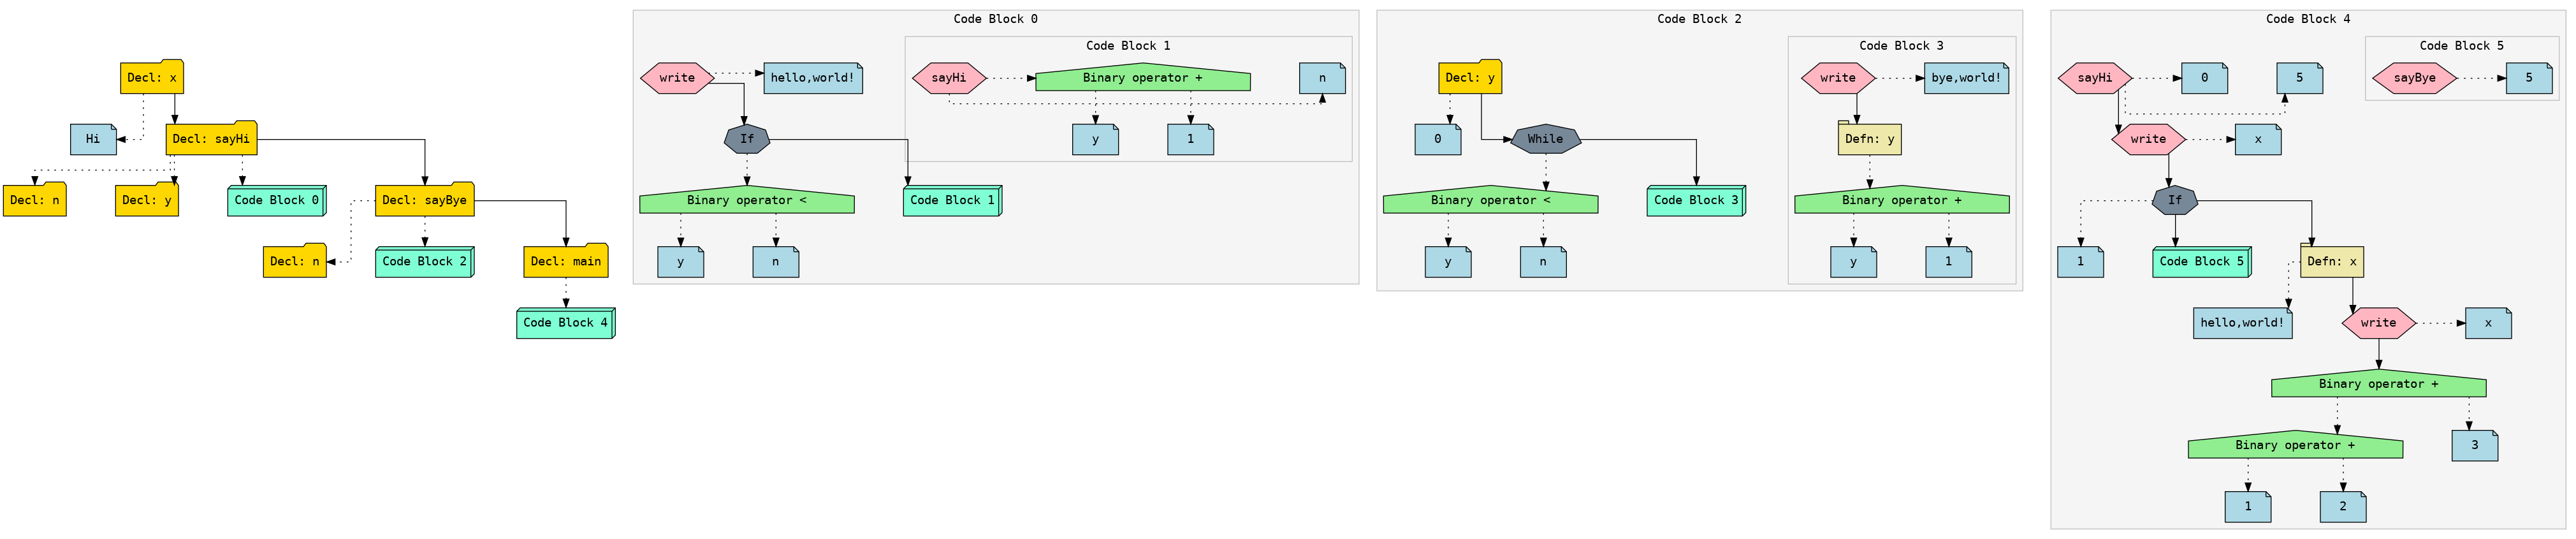 Decl: x
Hi
Decl: sayHi
Decl: n
Decl: y
Code Block 0
Decl: sayBye
Decl: n
Code Block 2
Decl: main
Code Block 4
Code Block 0
write
hello,world!
If
Binary operator <
y
n
Code Block 1
Code Block 1
sayHi
Binary operator +
n
y
1
Code Block 2
Decl: y
0
While
Binary operator <
y
n
Code Block 3
Code Block 3
write
bye,world!
Defn: y
Binary operator +
y
1
Code Block 4
sayHi
0
5
write
x
If
1
Code Block 5
Defn: x
hello,world!
write
x
Binary operator +
Binary operator +
3
1
2
Code Block 5
sayBye
5